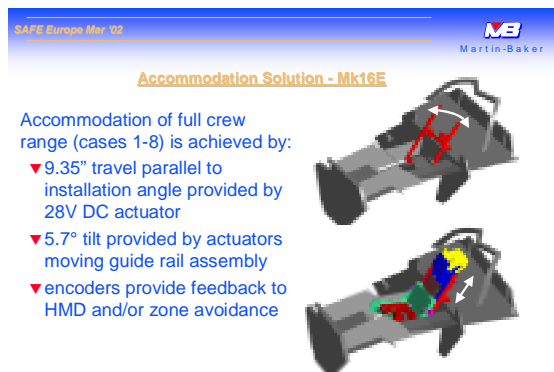 SAFE Europe Mar '02
MB
Martin-Baker
Accommodation Solution - Mk16E
Accommodation of full crew
range (cases 1-8) is achieved by:
▼9.35” travel parallel to
installation angle provided by
28V DC actuator
▼5.7° tilt provided by actuators
moving guide rail assembly
▼encoders provide feedback to
HMD and/or zone avoidance